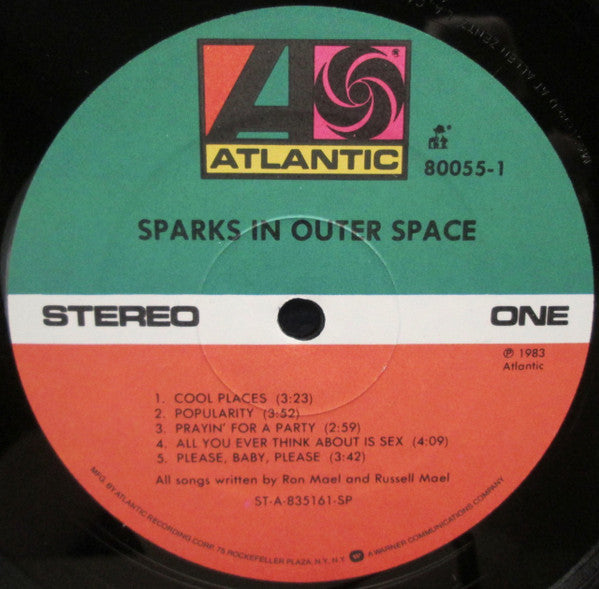 ATLANTIC
®
80055-1
SPARKS IN OUTER SPACE
STEREO
ONE
℗ 1983
Atlantic
1. COOL PLACES (3:23)
2. POPULARITY (3:52)
3. PRAYIN' FOR A PARTY (2:59)
4. ALL YOU EVER THINK ABOUT IS SEX (4:09)
5. PLEASE, BABY, PLEASE (3:42)
All songs written by Ron Mael and Russell Mael
ST-A-835161-SP
MFG. BY ATLANTIC RECORDING CORP., 75 ROCKEFELLER PLAZA, N.Y., N.Y. A WARNER COMMUNICATIONS COMPANY